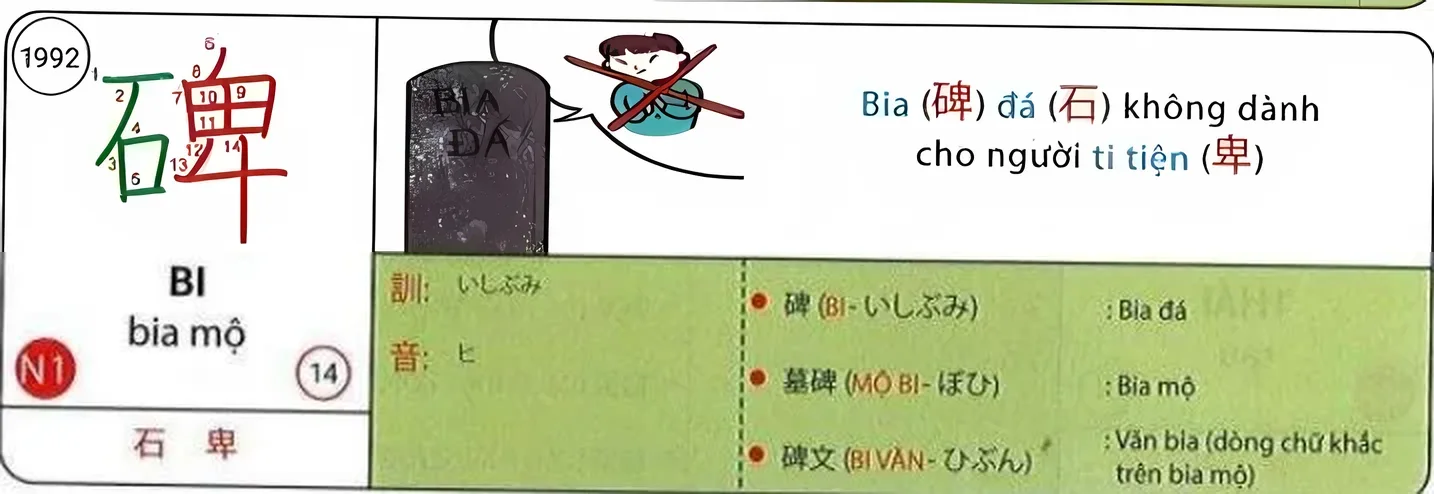 1992
1
2
3
4
6
6
7
8
9
10
11
12
13
14
BI
bia mộ
N1
14
石 卑
BIA
ĐÁ
Bia (碑) đá (石) không dành
cho người ti tiện (卑)
訓: いしぶみ
音: ヒ
碑 (BI - いしぶみ) : Bia đá
墓碑 (MỘ BI - ぼひ) : Bia mộ
碑文 (BI VĂN - ひぶん) : Văn bia (dòng chữ khắc
trên bia mộ)